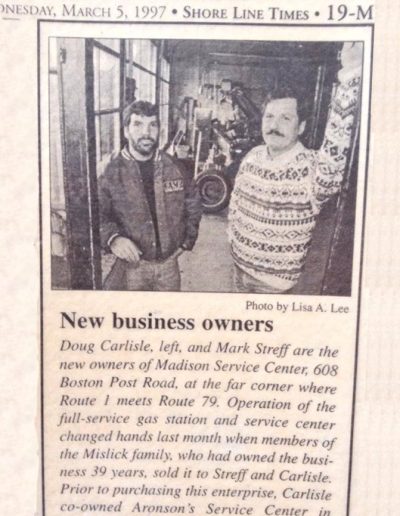 DNESDAY, MARCH 5, 1997 • SHORE LINE TIMES • 19-M
Photo by Lisa A. Lee
New business owners
Doug Carlisle, left, and Mark Streff are the
new owners of Madison Service Center, 608
Boston Post Road, at the far corner where
Route 1 meets Route 79. Operation of the
full-service gas station and service center
changed hands last month when members of
the Mislick family, who had owned the busi-
ness 39 years, sold it to Streff and Carlisle.
Prior to purchasing this enterprise, Carlisle
co-owned Aronson's Service Center in